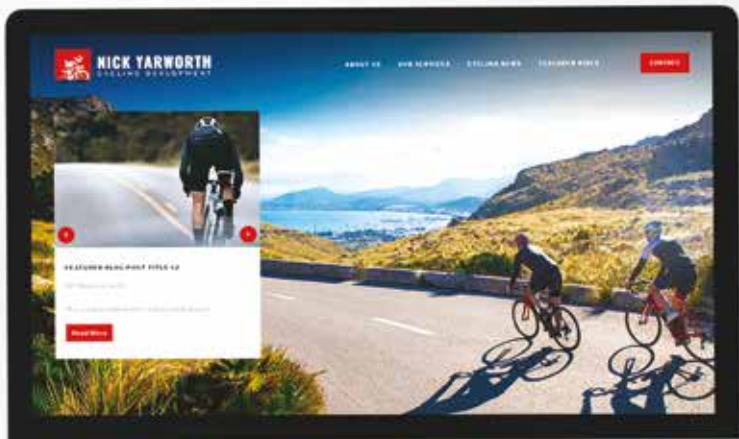 NICK YARWORTH
CYCLING DEVELOPMENT
ABOUT US OUR SERVICES CYCLING NEWS FEATURED RIDES
CONTACT
FEATURED BLOG POST TITLE
Read More